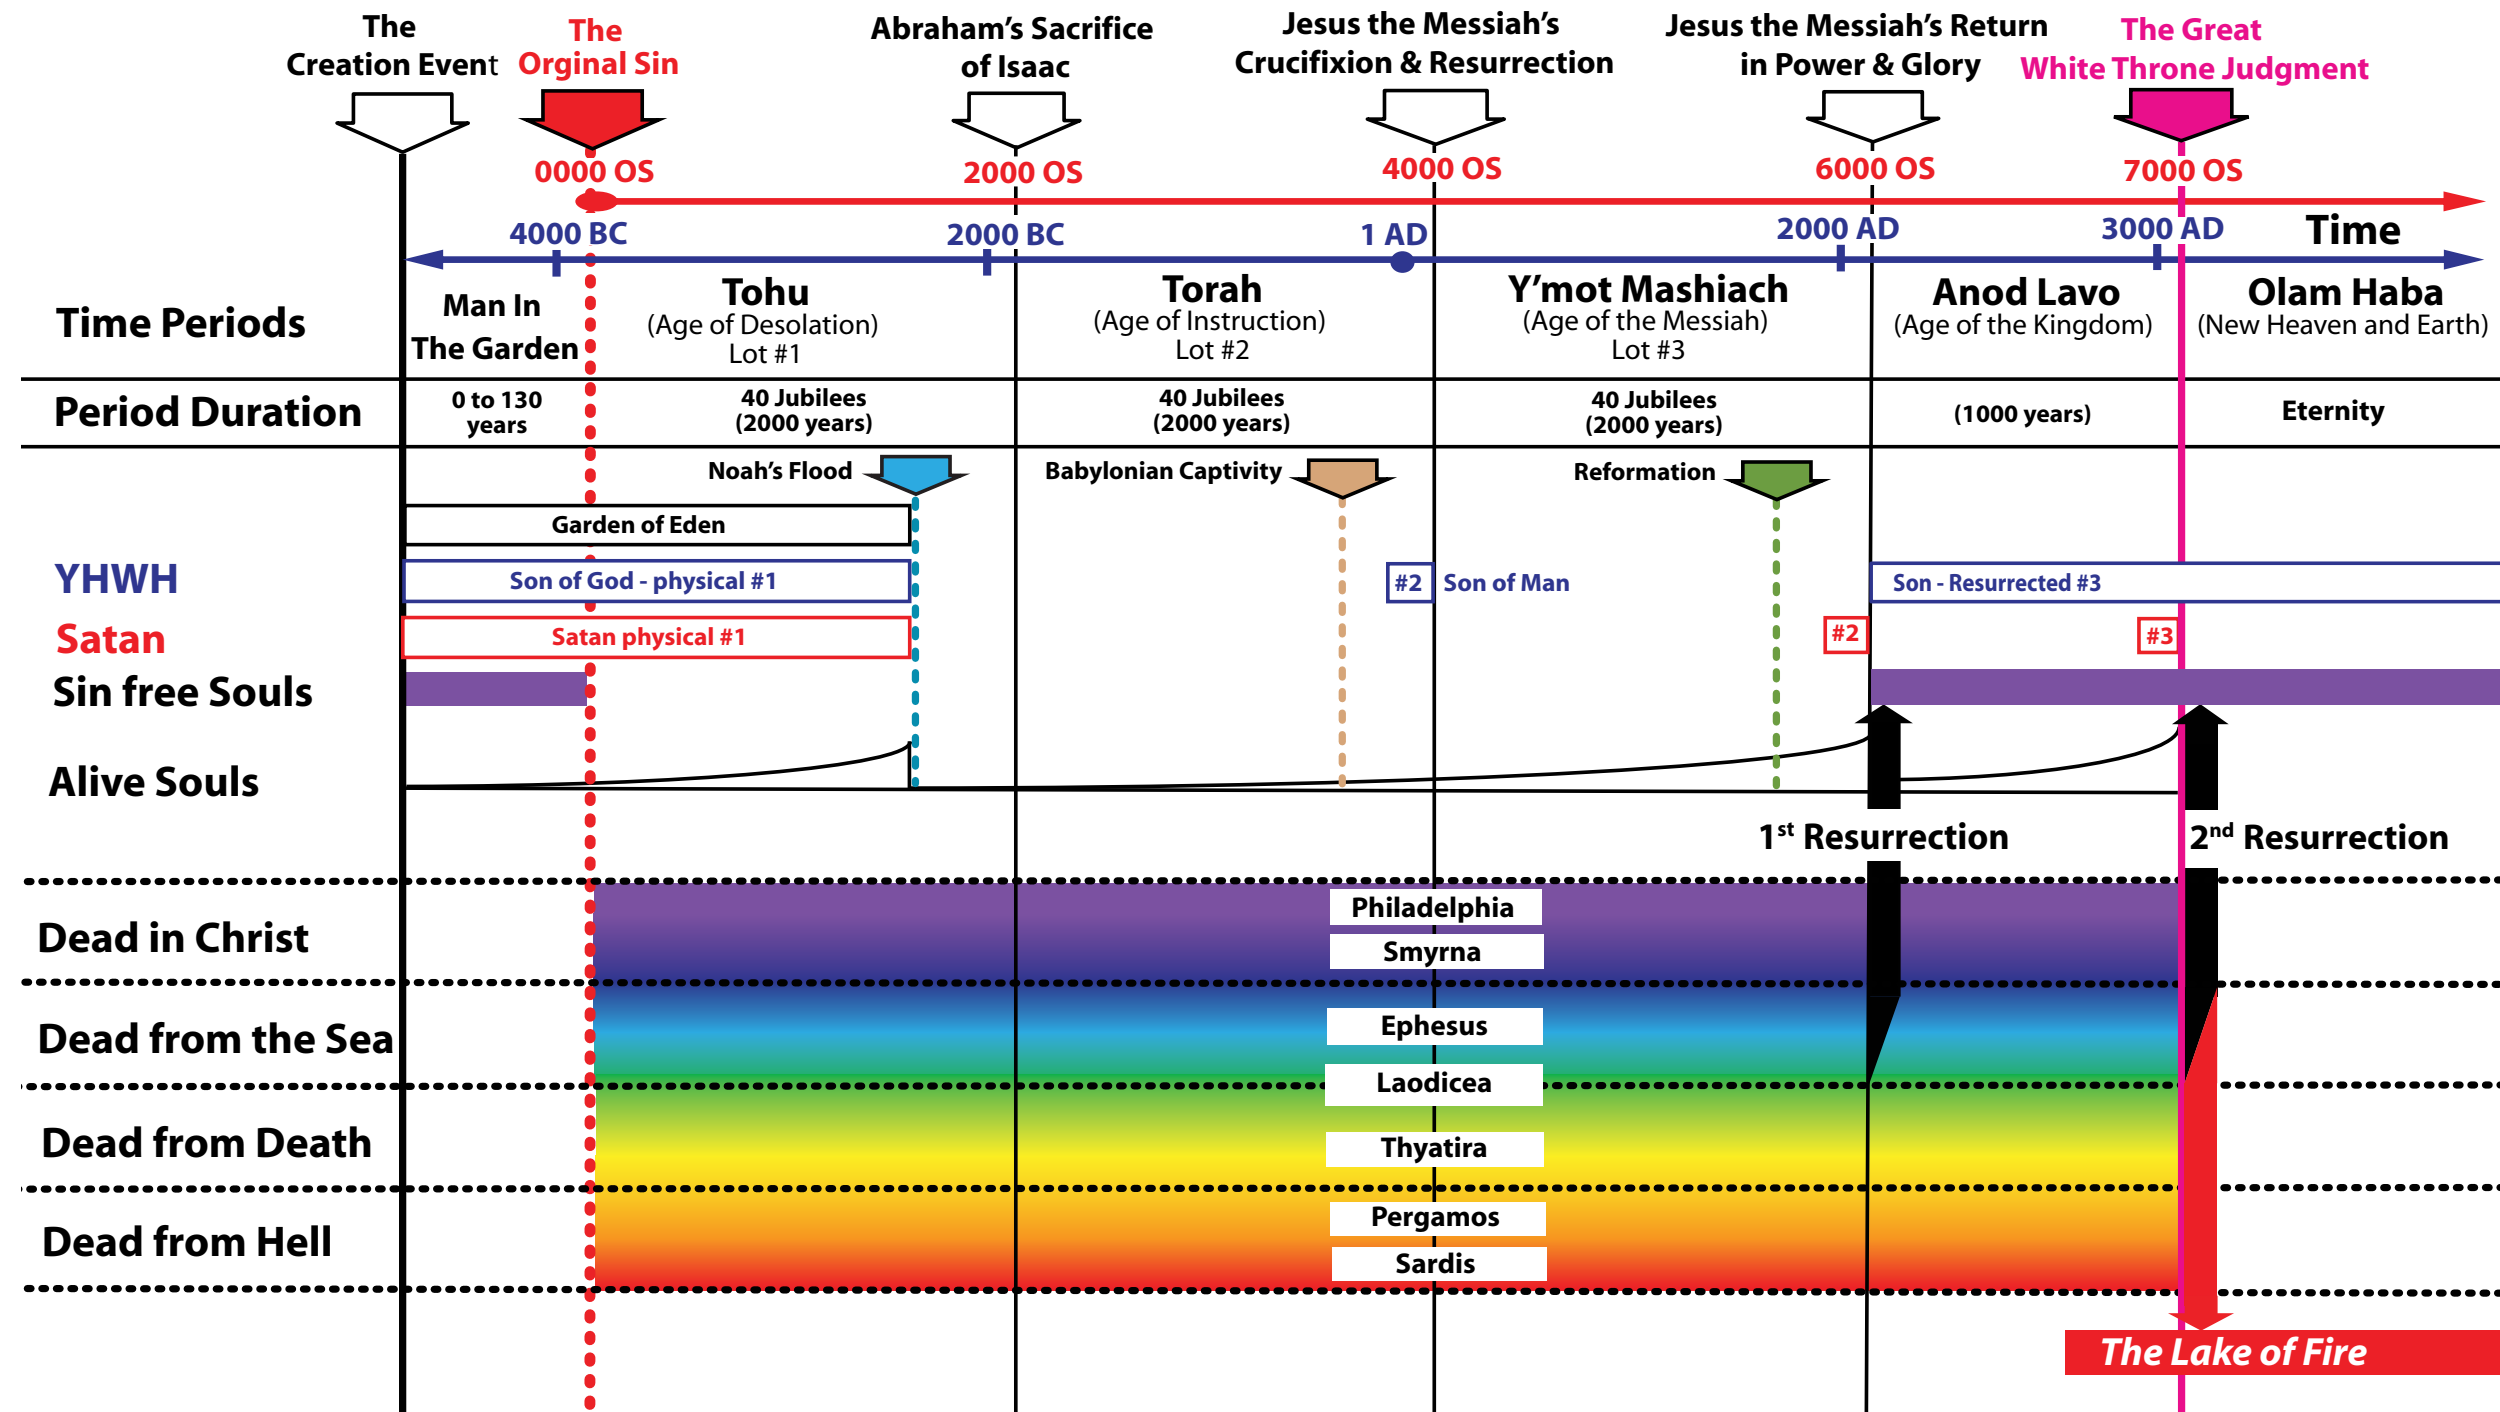 The
Creation Event
The
Orginal Sin
Abraham’s Sacrifice
of Isaac
Jesus the Messiah’s
Crucifixion & Resurrection
Jesus the Messiah’s Return
in Power & Glory
The Great
White Throne Judgment
0000 OS
2000 OS
4000 OS
6000 OS
7000 OS
4000 BC
2000 BC
1 AD
2000 AD
3000 AD
Time
Time Periods
Man In
The Garden
Tohu
(Age of Desolation)
Lot #1
Torah
(Age of Instruction)
Lot #2
Y’mot Mashiach
(Age of the Messiah)
Lot #3
Anod Lavo
(Age of the Kingdom)
Olam Haba
(New Heaven and Earth)
Period Duration
0 to 130
years
40 Jubilees
(2000 years)
40 Jubilees
(2000 years)
40 Jubilees
(2000 years)
(1000 years)
Eternity
Noah’s Flood
Babylonian Captivity
Reformation
Garden of Eden
YHWH
Son of God - physical #1
#2
Son of Man
Son - Resurrected #3
Satan
Satan physical #1
#2
#3
Sin free Souls
Alive Souls
1st Resurrection
2nd Resurrection
Dead in Christ
Philadelphia
Smyrna
Dead from the Sea
Ephesus
Laodicea
Dead from Death
Thyatira
Dead from Hell
Pergamos
Sardis
The Lake of Fire